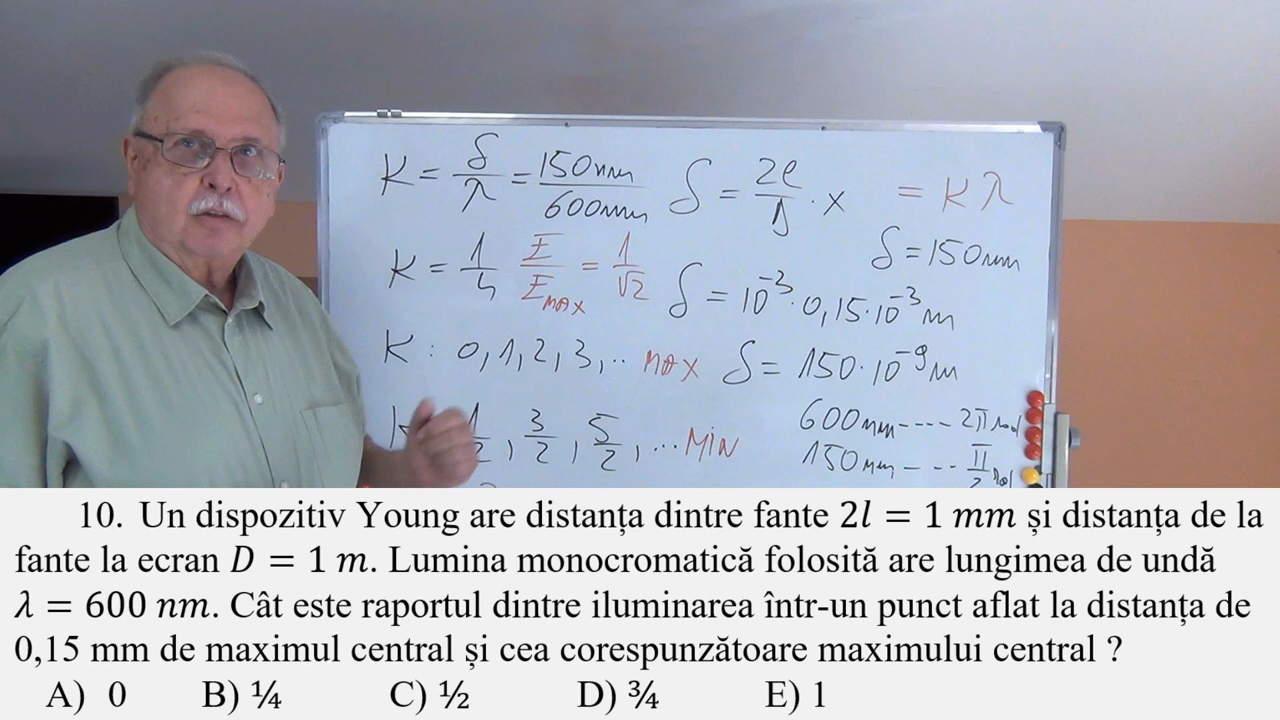 K = δ/λ = 150nm/600nm
δ = 2l/D · x = Kλ
δ = 150nm
K = 1/4 E/E_MAX = 1/√2
δ = 10⁻³ · 0,15 · 10⁻³ m
K : 0, 1, 2, 3, .. MAX
δ = 150 · 10⁻⁹ m
1/2, 3/2, 5/2, ... MIN
600nm ---- 2π rad
150nm --- π/2 rad
10. Un dispozitiv Young are distanța dintre fante 2l = 1 mm și distanța de la
fante la ecran D = 1 m. Lumina monocromatică folosită are lungimea de undă
λ = 600 nm. Cât este raportul dintre iluminarea într-un punct aflat la distanța de
0,15 mm de maximul central și cea corespunzătoare maximului central ?
A) 0 B) ¼ C) ½ D) ¾ E) 1